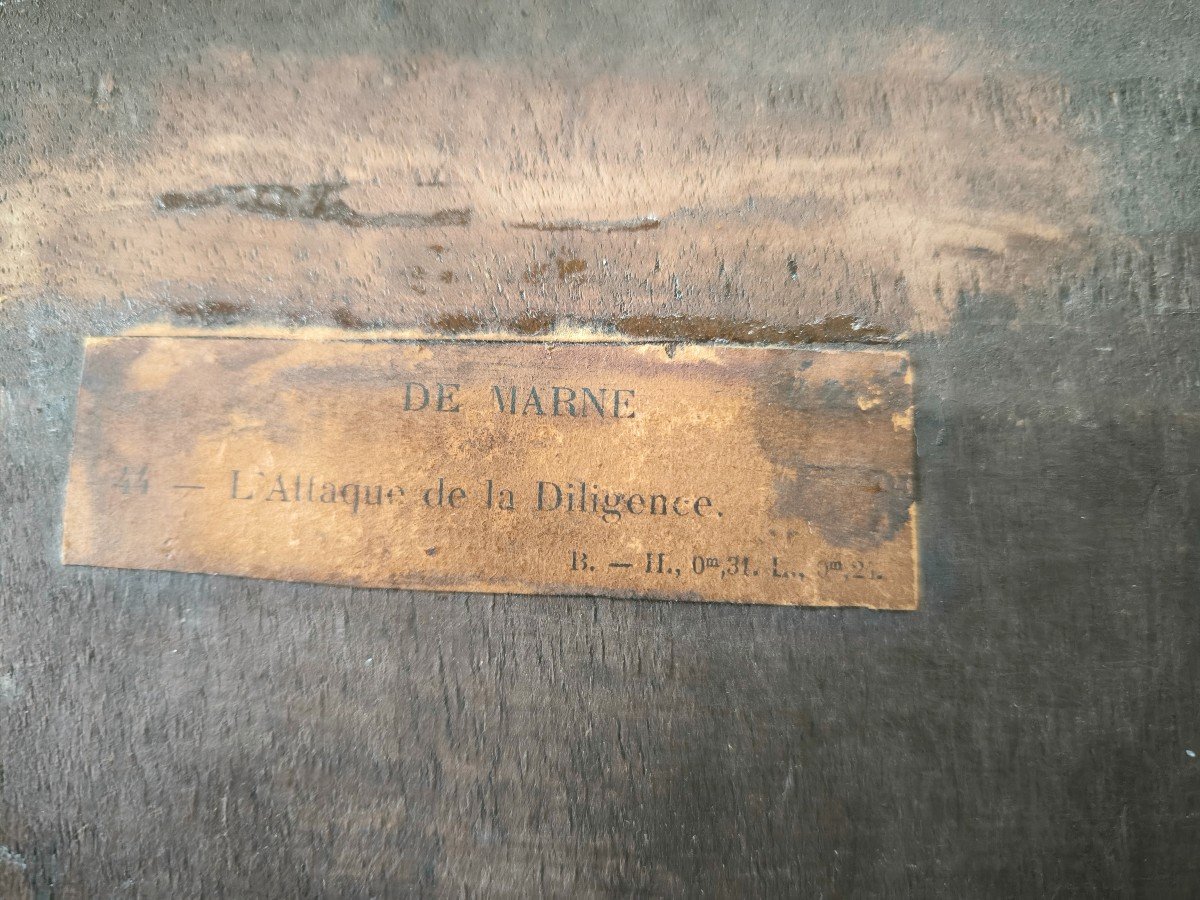 DE MARNE
44 — L'Attaque de la Diligence.
B. — H., 0ᵐ,31. L.,